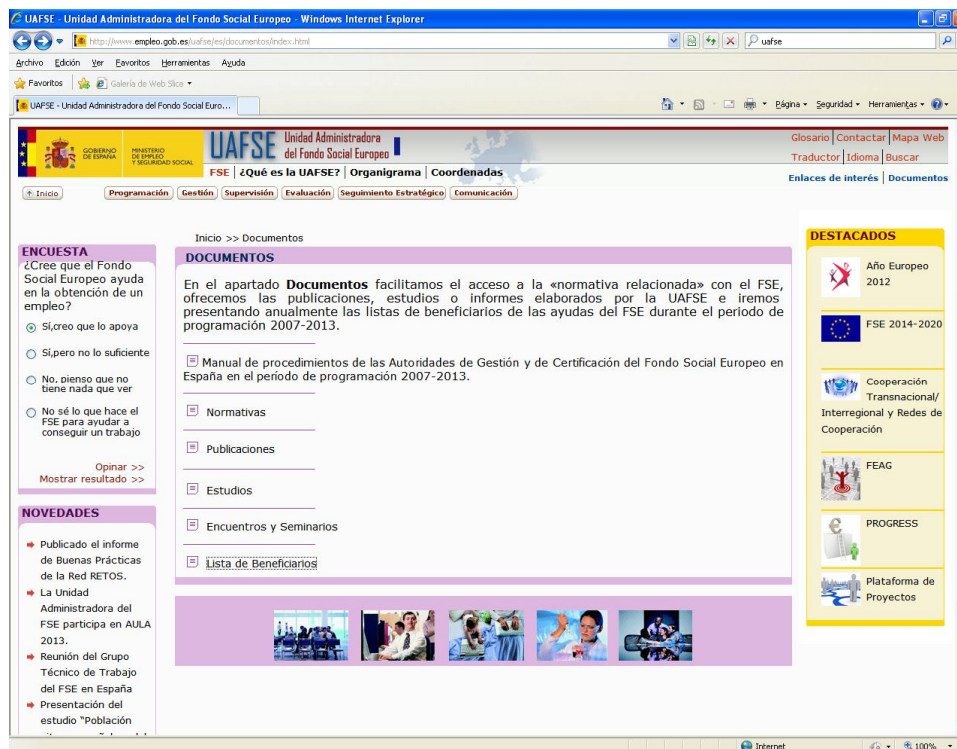 UAFSE - Unidad Administradora del Fondo Social Europeo - Windows Internet Explorer
http://www.empleo.gob.es/uafse/es/documentos/index.html
uafse
Archivo Edición Ver Favoritos Herramientas Ayuda
Favoritos Galería de Web Slice
UAFSE - Unidad Administradora del Fondo Social Euro...
Página Seguridad Herramientas
GOBIERNO DE ESPAÑA
MINISTERIO DE EMPLEO Y SEGURIDAD SOCIAL
UAFSE Unidad Administradora
del Fondo Social Europeo
Glosario Contactar Mapa Web
Traductor Idioma Buscar
FSE ¿Qué es la UAFSE? Organigrama Coordenadas
Enlaces de interés Documentos
Inicio Programación Gestión Supervisión Evaluación Seguimiento Estratégico Comunicación
ENCUESTA
¿Cree que el Fondo
Social Europeo ayuda
en la obtención de un
empleo?
Sí,creo que lo apoya
Sí,pero no lo suficiente
No, pienso que no
tiene nada que ver
No sé lo que hace el
FSE para ayudar a
conseguir un trabajo
Opinar >>
Mostrar resultado >>
NOVEDADES
Publicado el informe
de Buenas Prácticas
de la Red RETOS.
La Unidad
Administradora del
FSE participa en AULA
2013.
Reunión del Grupo
Técnico de Trabajo
del FSE en España
Presentación del
estudio "Población
Inicio >> Documentos
DOCUMENTOS
En el apartado Documentos facilitamos el acceso a la «normativa relacionada» con el FSE,
ofrecemos las publicaciones, estudios o informes elaborados por la UAFSE e iremos
presentando anualmente las listas de beneficiarios de las ayudas del FSE durante el periodo de
programación 2007-2013.
Manual de procedimientos de las Autoridades de Gestión y de Certificación del Fondo Social Europeo en
España en el período de programación 2007-2013.
Normativas
Publicaciones
Estudios
Encuentros y Seminarios
Lista de Beneficiarios
DESTACADOS
Año Europeo
2012
FSE 2014-2020
Cooperación
Transnacional/
Interregional y Redes de
Cooperación
FEAG
PROGRESS
Plataforma de
Proyectos
Internet
100%